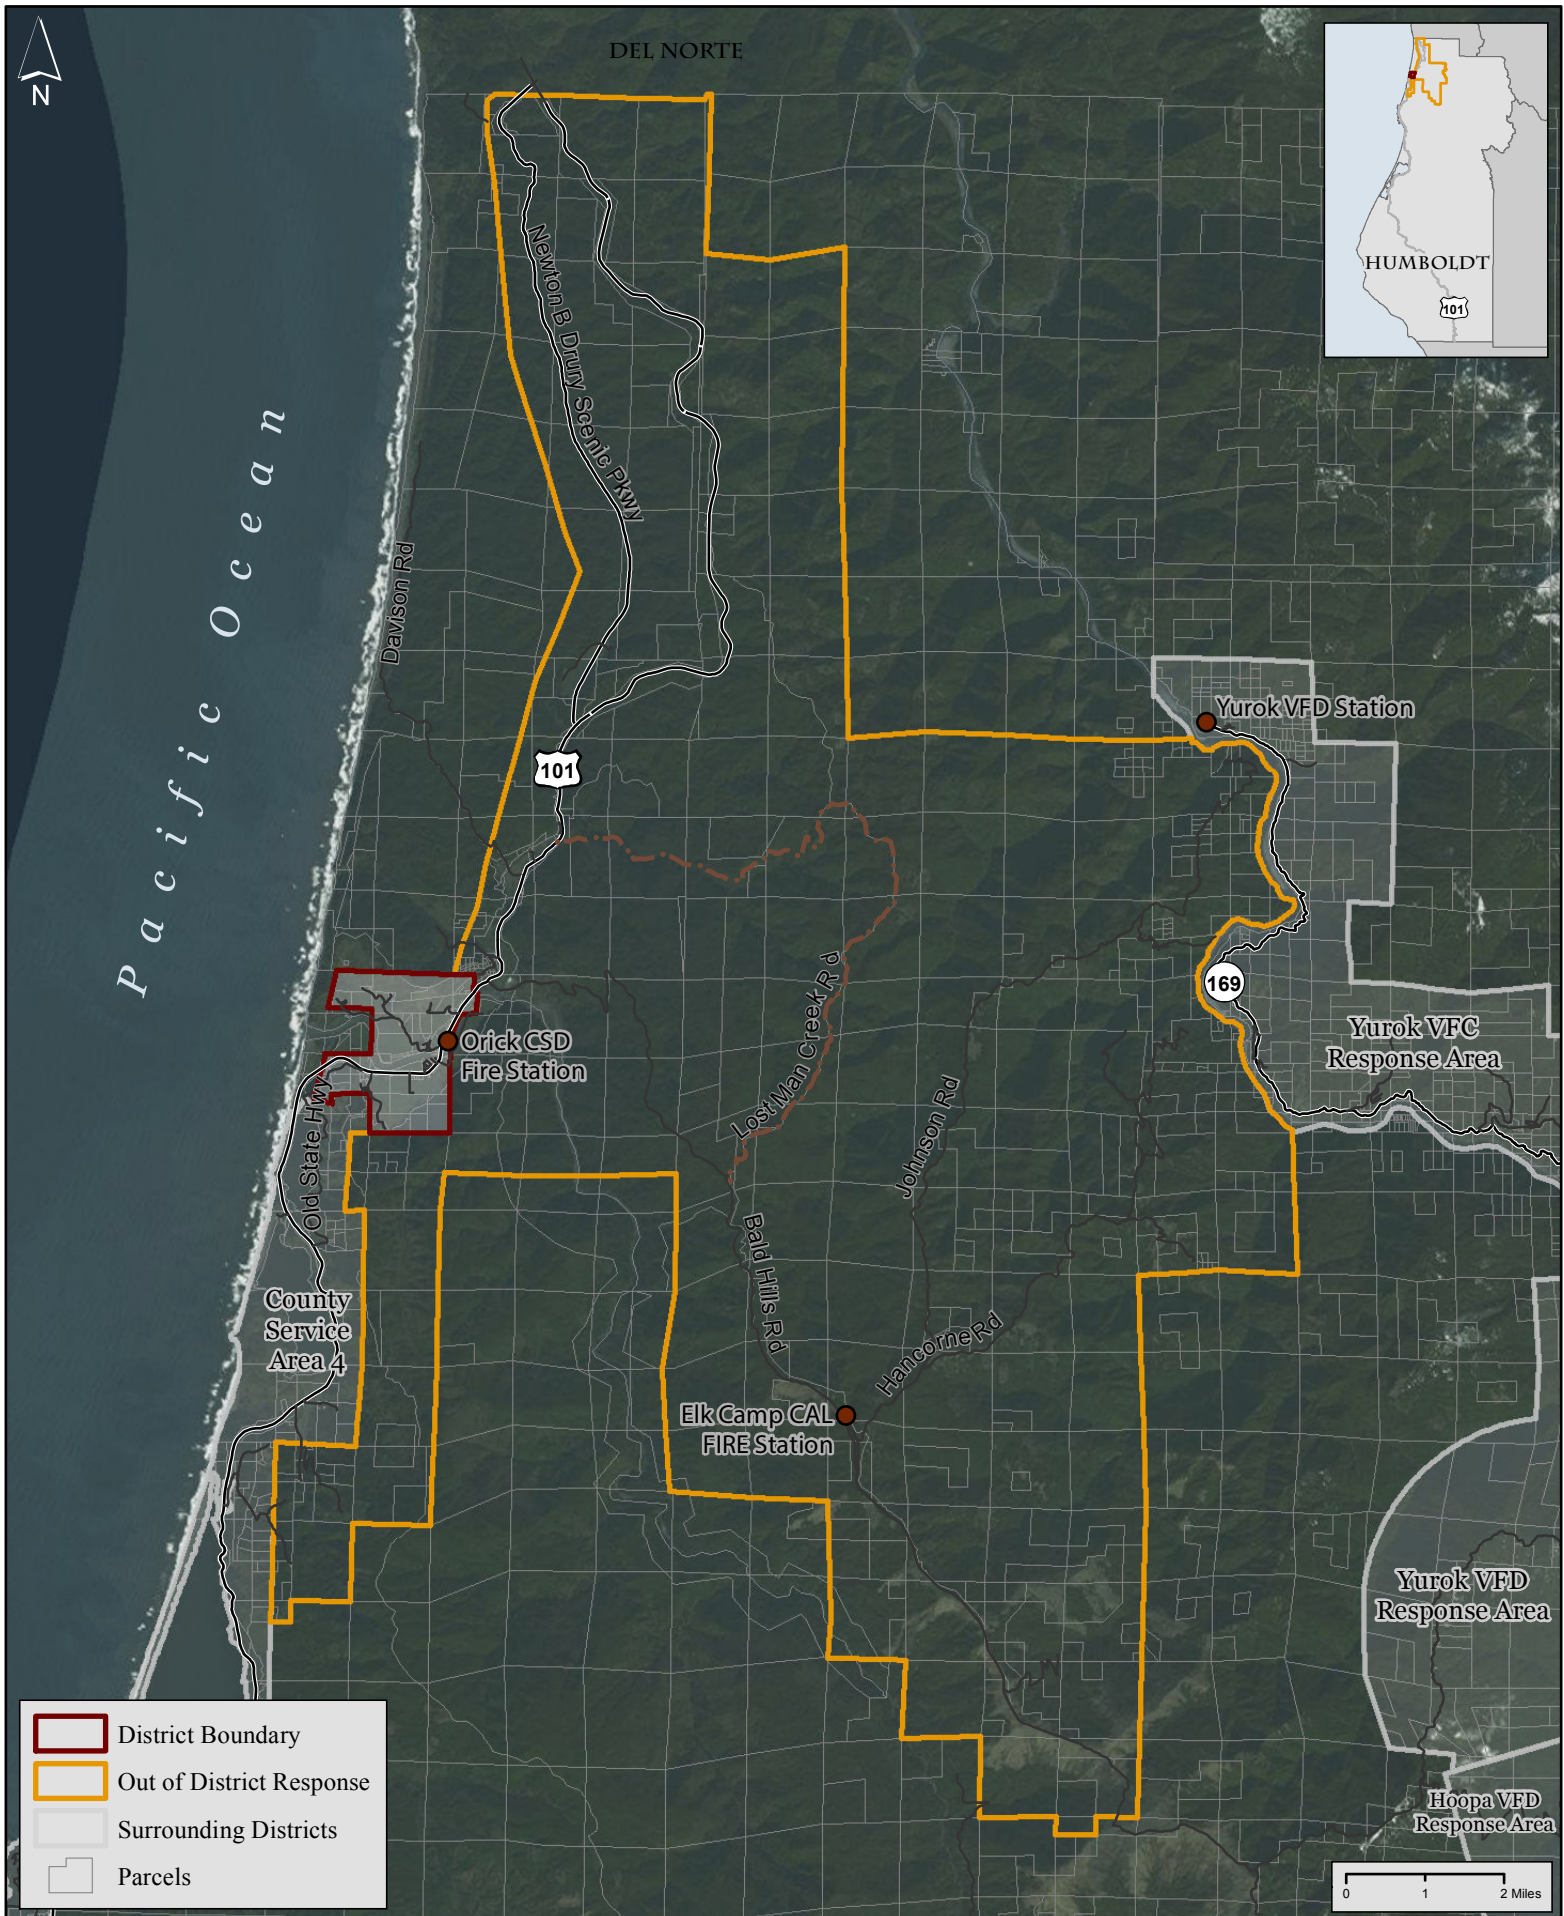 DEL NORTE
N
HUMBOLDT
101
Newton B Drury Scenic Pkwy
Pacific Ocean
Davison Rd
Yurok VFD Station
101
Lost Man Creek Rd
169
Yurok VFC
Response Area
Orick CSD
Fire Station
Old State Hwy
Johnson Rd
Bald Hills Rd
County
Service
Area 4
Hancorne Rd
Elk Camp CAL
FIRE Station
Yurok VFD
Response Area
Hoopa VFD
Response Area
District Boundary
Out of District Response
Surrounding Districts
Parcels
0 1 2 Miles